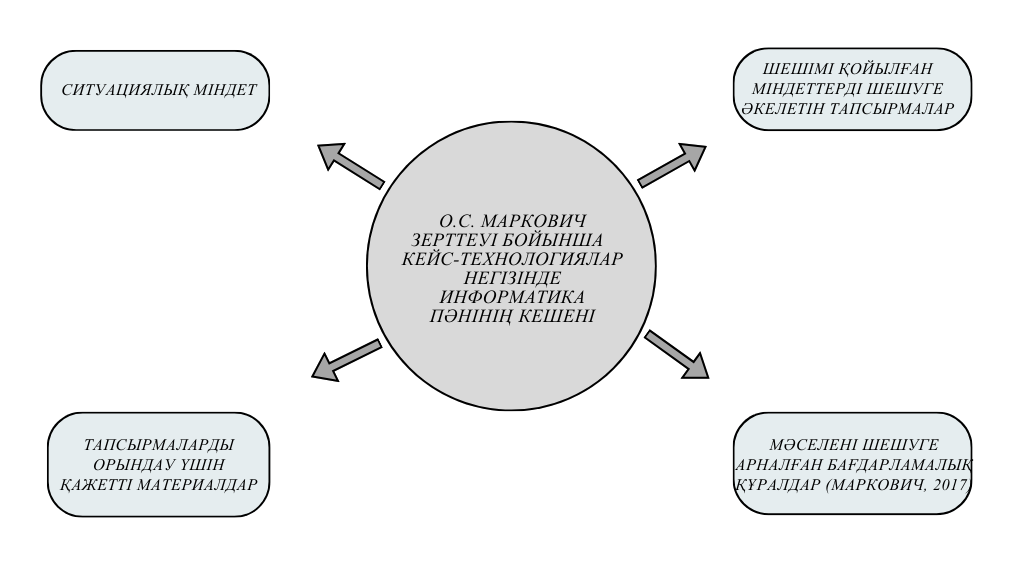 СИТУАЦИЯЛЫҚ МІНДЕТ
ШЕШІМІ ҚОЙЫЛҒАН
МІНДЕТТЕРДІ ШЕШУГЕ
ӘКЕЛЕТІН ТАПСЫРМАЛАР
О.С. МАРКОВИЧ
ЗЕРТТЕУІ БОЙЫНША
КЕЙС-ТЕХНОЛОГИЯЛАР
НЕГІЗІНДЕ
ИНФОРМАТИКА
ПӘНІНІҢ КЕШЕНІ
ТАПСЫРМАЛАРДЫ
ОРЫНДАУ ҮШІН
ҚАЖЕТТІ МАТЕРИАЛДАР
МӘСЕЛЕНІ ШЕШУГЕ
АРНАЛҒАН БАҒДАРЛАМАЛЫҚ
ҚҰРАЛДАР (МАРКОВИЧ, 2017)